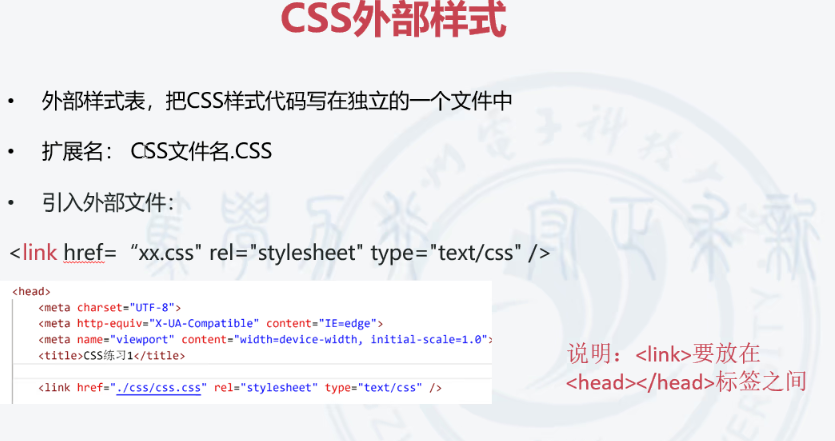 CSS外部样式
• 外部样式表，把CSS样式代码写在独立的一个文件中
• 扩展名： CSS文件名.CSS
• 引入外部文件：
<link href=“xx.css" rel="stylesheet" type="text/css" />
<head>
<meta charset="UTF-8">
<meta http-equiv="X-UA-Compatible" content="IE=edge">
<meta name="viewport" content="width=device-width, initial-scale=1.0">
<title>CSS练习1</title>
<link href="./css/css.css" rel="stylesheet" type="text/css" />
说明：<link>要放在
<head></head>标签之间